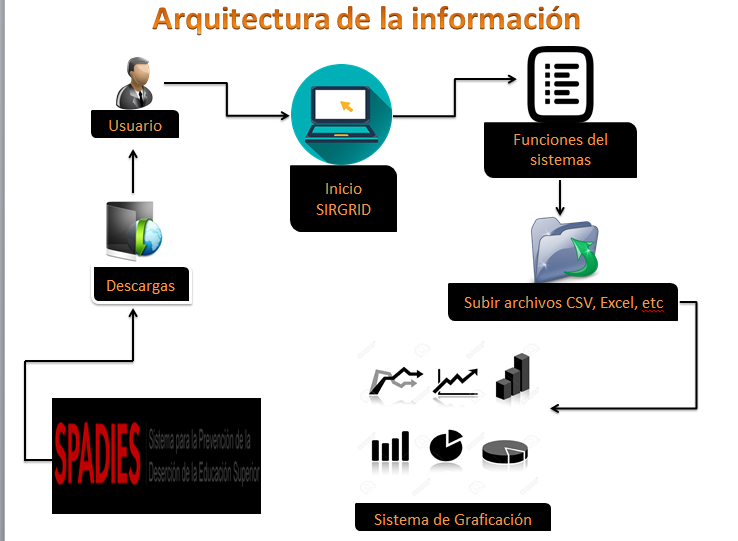 Arquitectura de la información
Usuario
Inicio
SIRGRID
Funciones del
sistemas
Descargas
Subir archivos CSV, Excel, etc
SPADIES
Sistema para la Prevención de la
Deserción de la Educación Superior
Sistema de Graficación